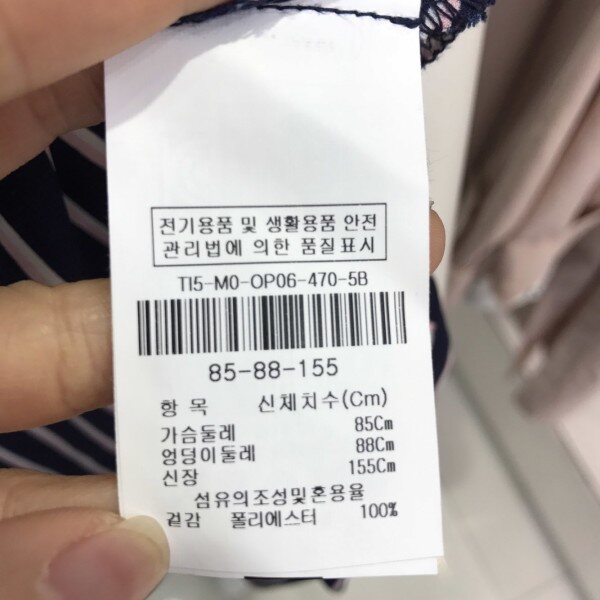 전기용품 및 생활용품 안전
관리법에 의한 품질표시
TI5-M0-OP06-470-5B
85-88-155
항 목 신체치수(Cm)
가슴둘레 85Cm
엉덩이둘레 88Cm
신장 155Cm
섬유의조성및혼용율
겉감 폴리에스터 100%